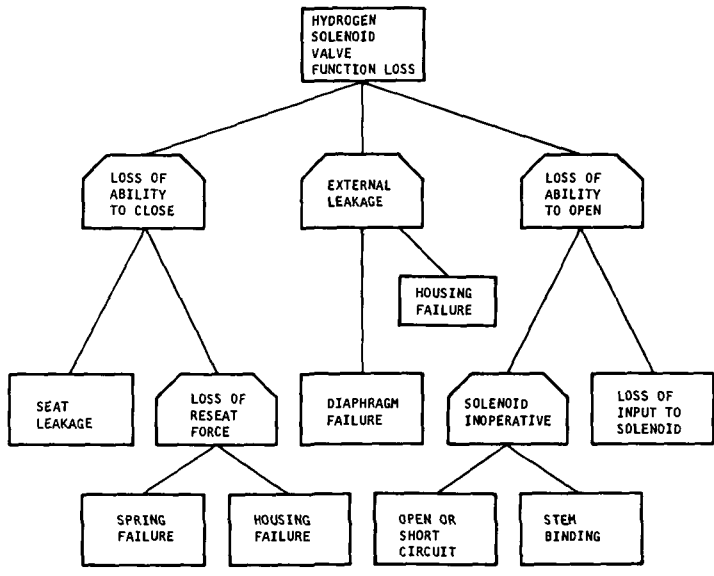 HYDROGEN
SOLENOID
VALVE
FUNCTION LOSS
LOSS OF
ABILITY
TO CLOSE
EXTERNAL
LEAKAGE
LOSS OF
ABILITY
TO OPEN
HOUSING
FAILURE
SEAT
LEAKAGE
LOSS OF
RESEAT
FORCE
DIAPHRAGM
FAILURE
SOLENOID
INOPERATIVE
LOSS OF
INPUT TO
SOLENOID
SPRING
FAILURE
HOUSING
FAILURE
OPEN OR
SHORT
CIRCUIT
STEM
BINDING